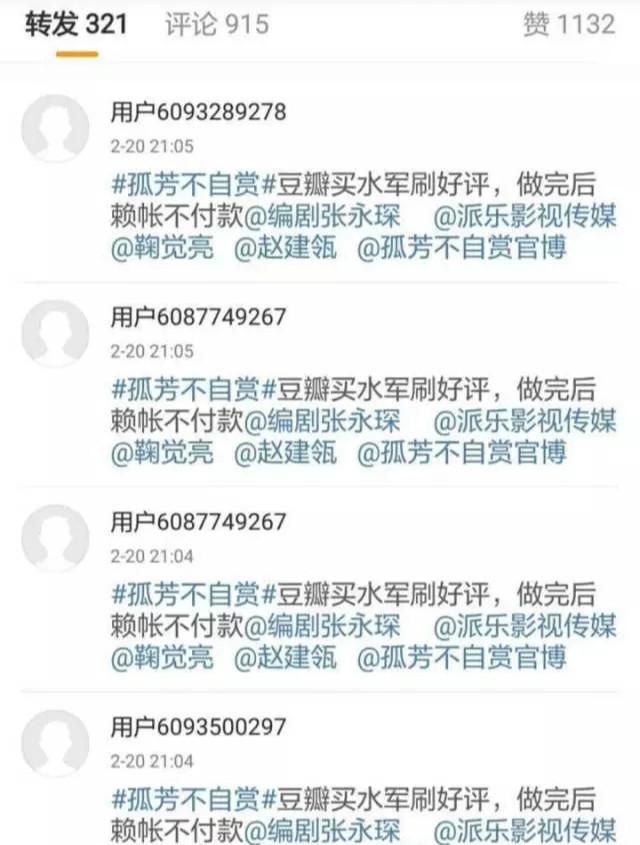 转发 321 评论 915 赞 1132
用户6093289278
2-20 21:05
#孤芳不自赏#豆瓣买水军刷好评，做完后
赖帐不付款@编剧张永琛 @派乐影视传媒
@鞠觉亮 @赵建瓴 @孤芳不自赏官博
用户6087749267
2-20 21:05
#孤芳不自赏#豆瓣买水军刷好评，做完后
赖帐不付款@编剧张永琛 @派乐影视传媒
@鞠觉亮 @赵建瓴 @孤芳不自赏官博
用户6087749267
2-20 21:04
#孤芳不自赏#豆瓣买水军刷好评，做完后
赖帐不付款@编剧张永琛 @派乐影视传媒
@鞠觉亮 @赵建瓴 @孤芳不自赏官博
用户6093500297
2-20 21:04
#孤芳不自赏#豆瓣买水军刷好评，做完后
赖帐不付款@编剧张永琛 @派乐影视传媒